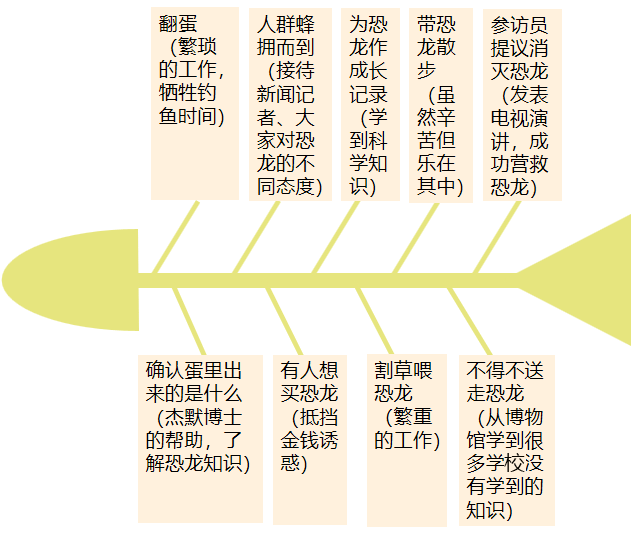 翻蛋
（繁琐
的工作，
牺牲钓
鱼时间）
人群蜂
拥而到
（接待
新闻记
者、大
家对恐
龙的不
同态度）
为恐
龙作
成长
记录
（学
到科
学知
识）
带恐
龙散
步
（虽
然辛
苦但
乐在
其中）
参访员
提议消
灭恐龙
（发表
电视演
讲，成
功营救
恐龙）
确认蛋里出
来的是什么
（杰默博士
的帮助，了
解恐龙知识）
有人想
买恐龙
（抵挡
金钱诱
惑）
割草喂
恐龙
（繁重
的工作）
不得不送
走恐龙
（从博物
馆学到很
多学校没
有学到的
知识）